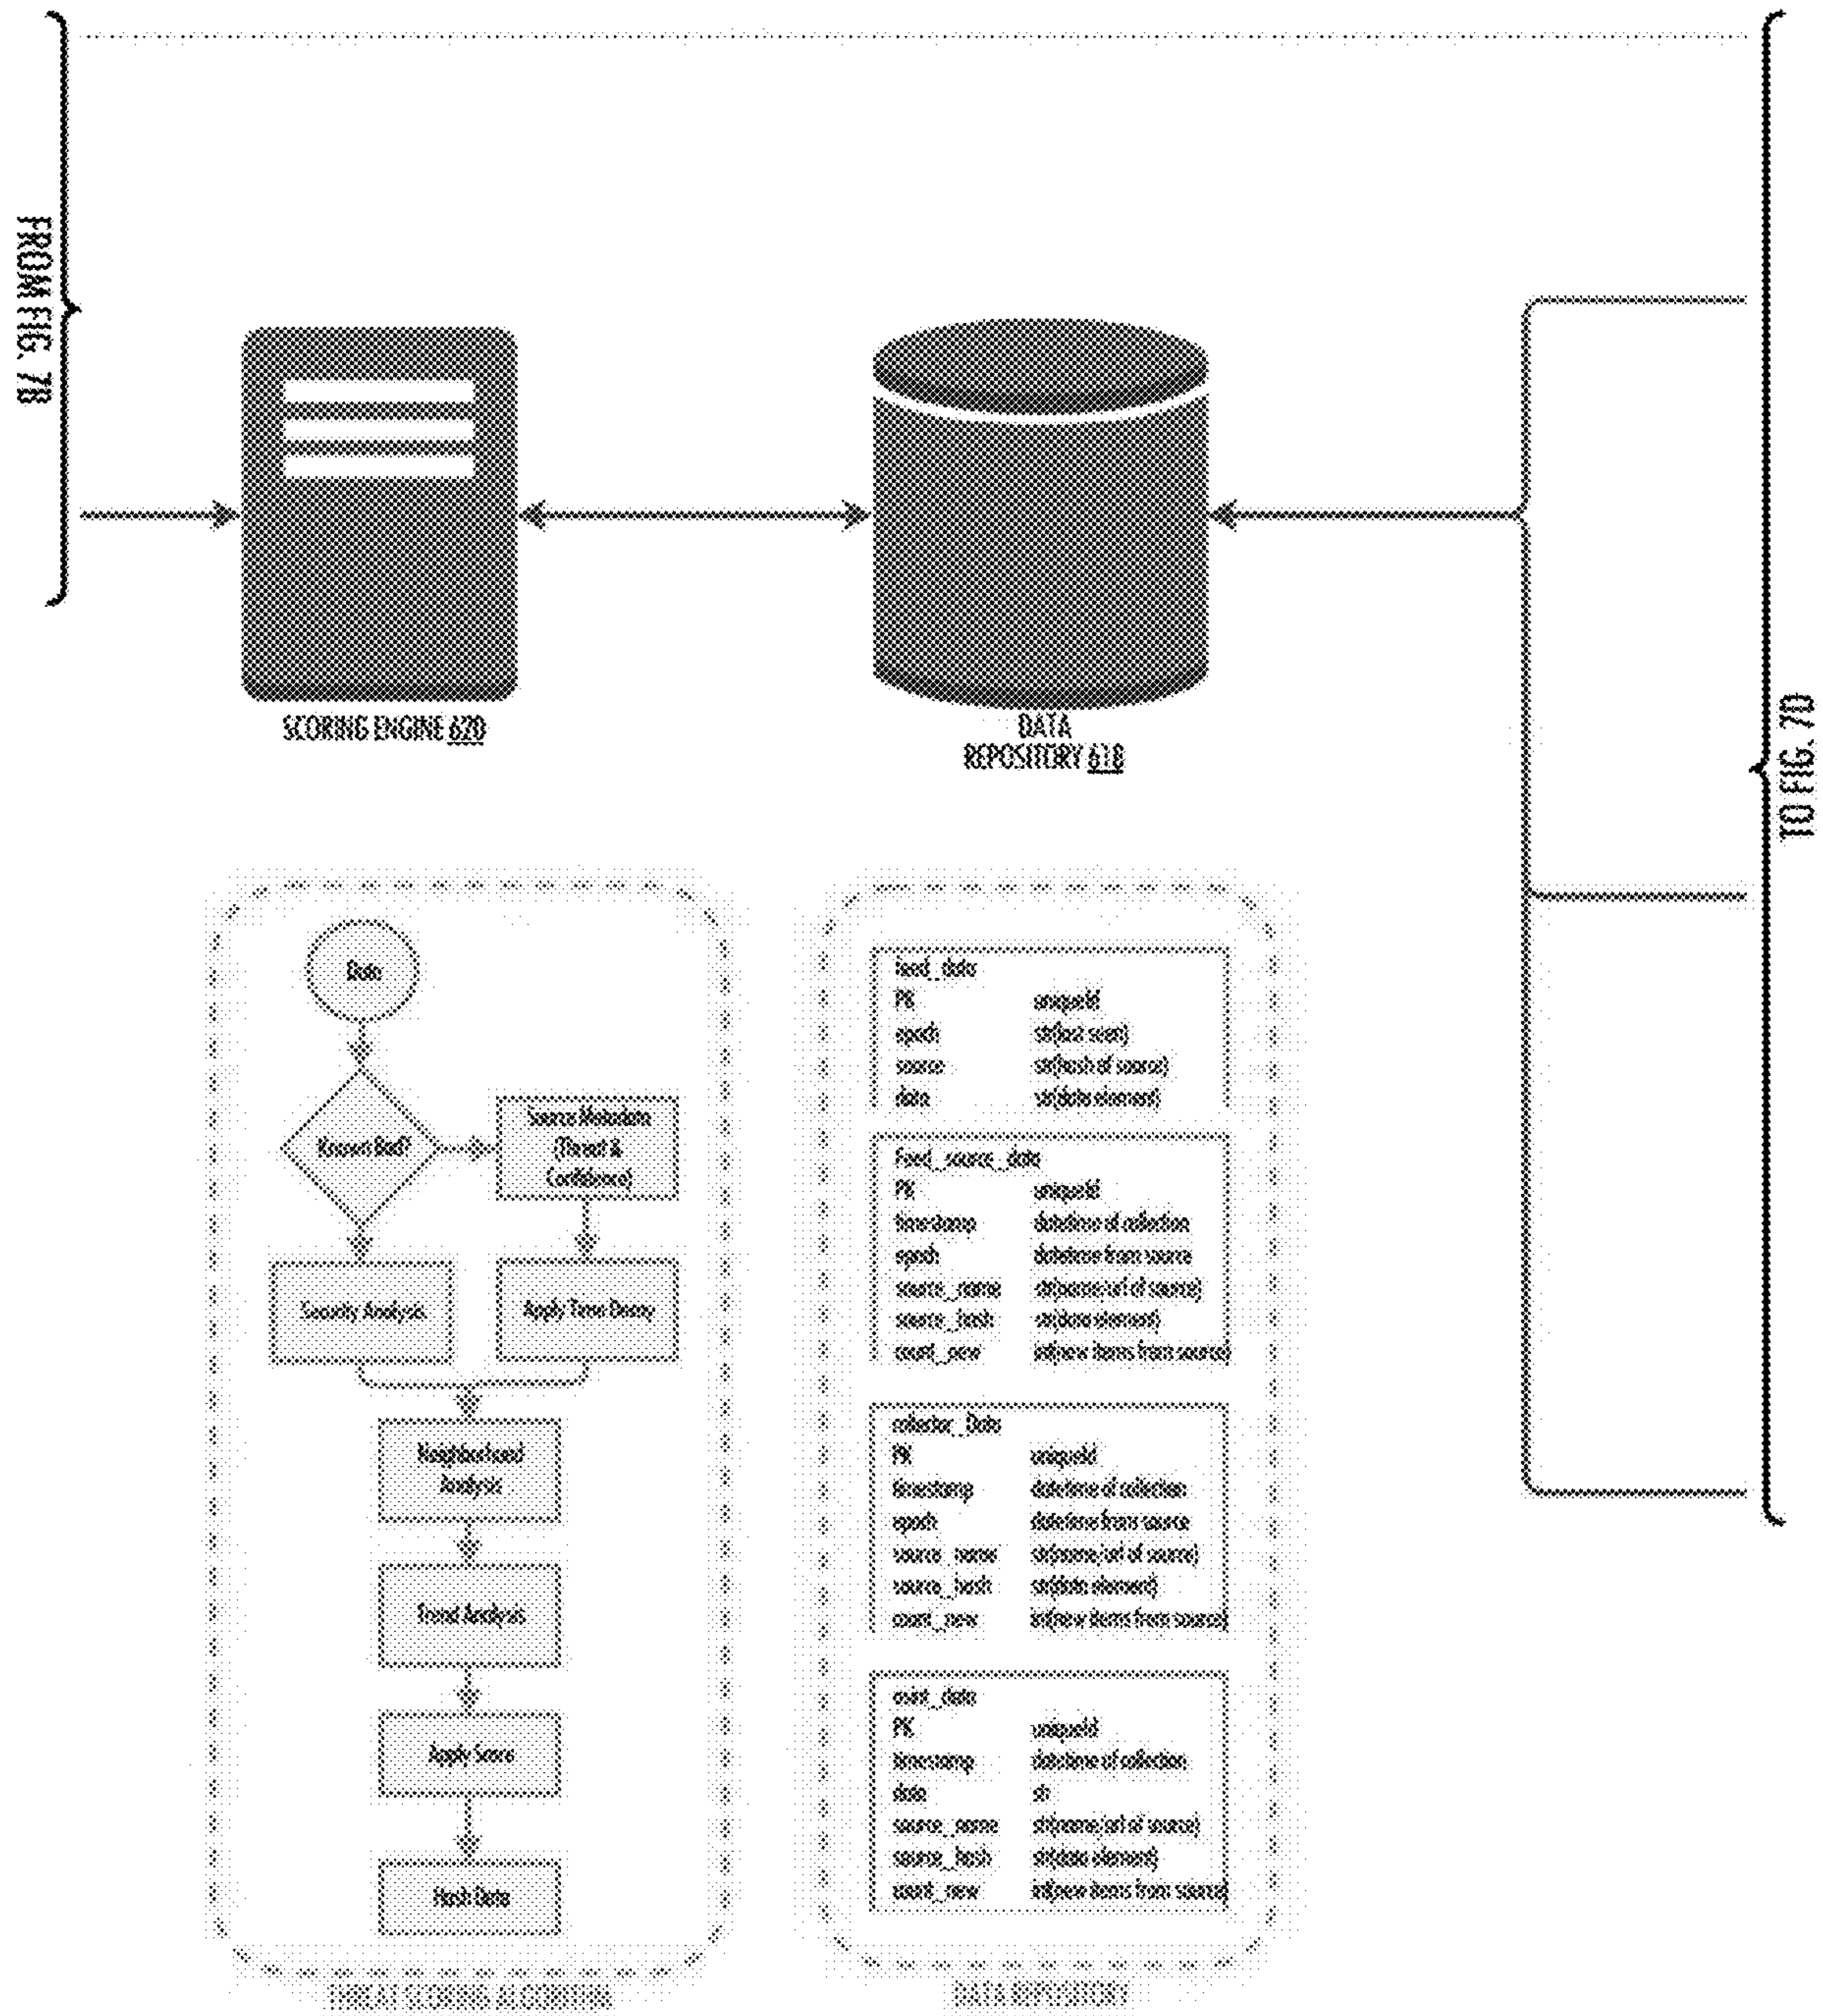 FROM FIG. 7B
TO FIG. 7D
SCORING ENGINE 620
DATA
REPOSITORY 618
Data
Known Bad?
Source Metadata
(Threat &
Confidence)
Security Analysis
Apply Time Decay
Neighborhood
Analysis
Trend Analysis
Apply Score
Hash Data
THREAT SCORING ALGORITHM
feed_data
PK uniqueId
epoch str(last seen)
source str(hash of source)
data str(data element)
Feed_source_data
PK uniqueId
timestamp datetime of collection
epoch datetime from source
source_name str(name/url of source)
source_hash str(data element)
count_new int(new items from source)
collector_Data
PK uniqueId
timestamp datetime of collection
epoch datetime from source
source_name str(name/url of source)
source_hash str(data element)
count_new int(new items from source)
PK uniqueId
timestamp datetime of collection
data str
source_name str(name/url of source)
source_hash str(data element)
count_new int(new items from source)
DATA REPOSITORY